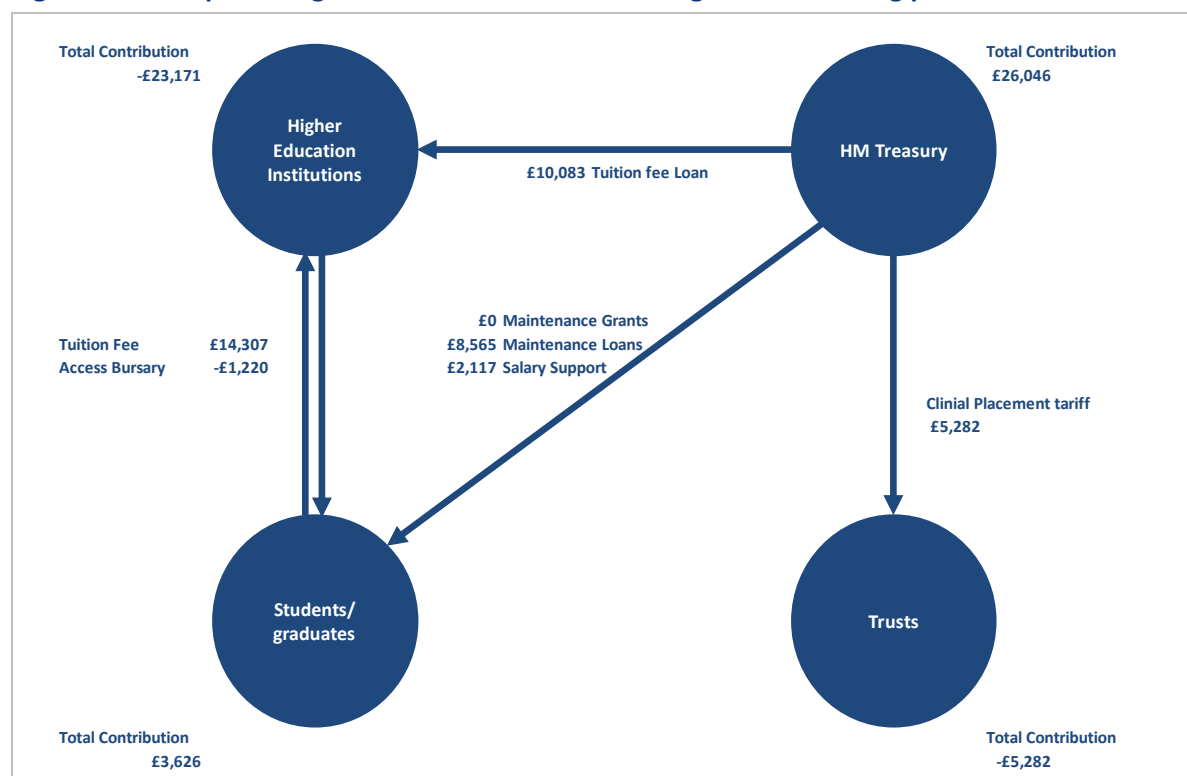 Total Contribution
-£23,171
Total Contribution
£26,046
Higher
Education
Institutions
HM Treasury
£10,083 Tuition fee Loan
£0 Maintenance Grants
Tuition Fee £14,307
£8,565 Maintenance Loans
Access Bursary -£1,220
£2,117 Salary Support
Clinial Placement tariff
£5,282
Students/
graduates
Trusts
Total Contribution
£3,626
Total Contribution
-£5,282